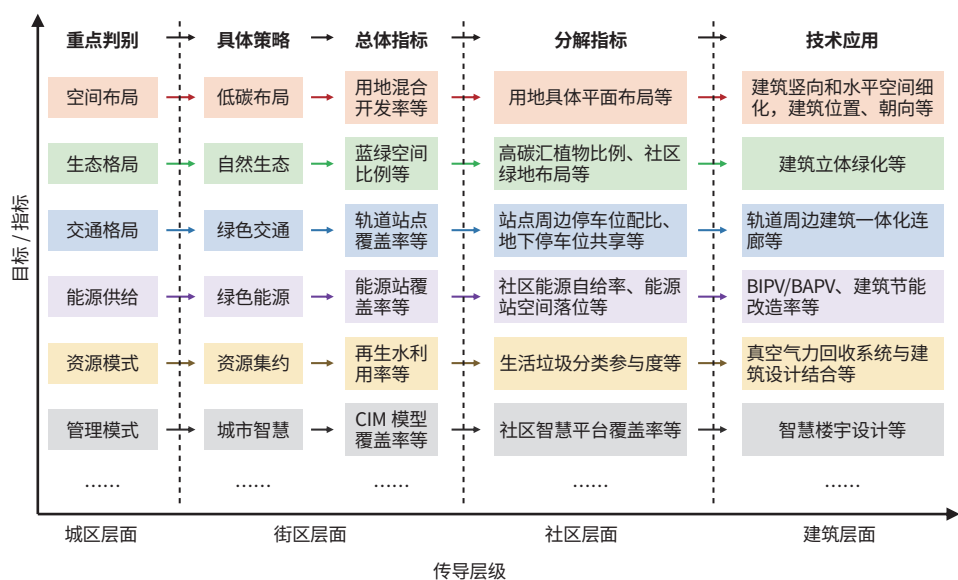 重点判别
具体策略
总体指标
分解指标
技术应用
空间布局
低碳布局
用地混合
开发率等
用地具体平面布局等
建筑竖向和水平空间细
化，建筑位置、朝向等
生态格局
自然生态
蓝绿空间
比例等
高碳汇植物比例、社区
绿地布局等
建筑立体绿化等
交通格局
绿色交通
轨道站点
覆盖率等
站点周边停车位配比、
地下停车位共享等
轨道周边建筑一体化连
廊等
能源供给
绿色能源
能源站覆
盖率等
社区能源自给率、能源
站空间落位等
BIPV/BAPV、建筑节能
改造率等
资源模式
资源集约
再生水利
用率等
生活垃圾分类参与度等
真空气力回收系统与建
筑设计结合等
管理模式
城市智慧
CIM 模型
覆盖率等
社区智慧平台覆盖率等
智慧楼宇设计等
……
……
……
……
……
目标 / 指标
城区层面
街区层面
社区层面
建筑层面
传导层级